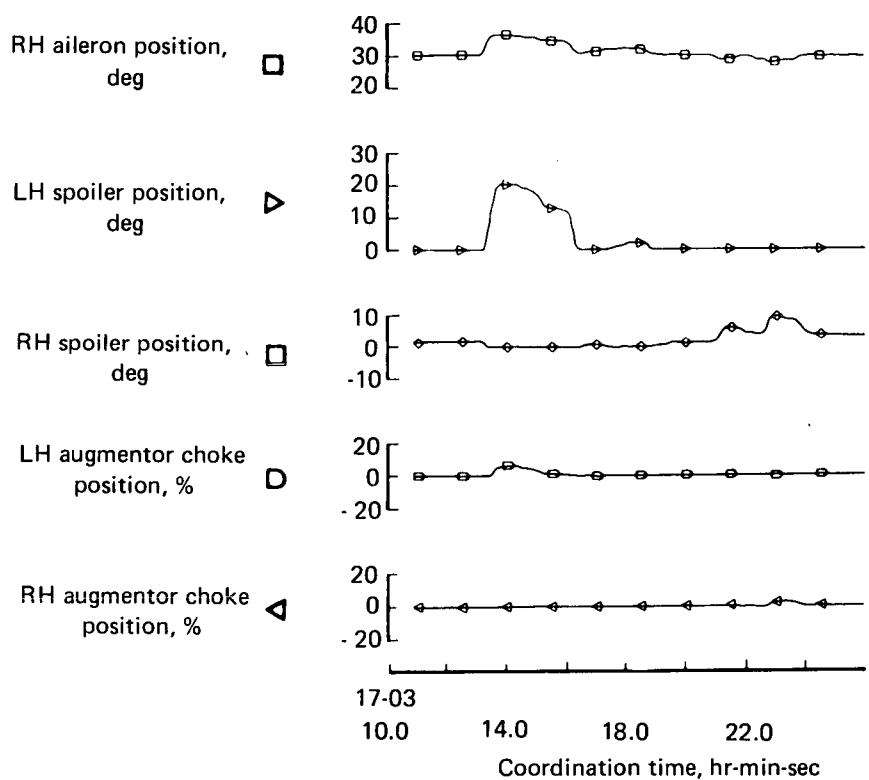 RH aileron position,
deg
40
30
20
LH spoiler position,
deg
30
20
10
0
RH spoiler position,
deg
10
0
-10
LH augmentor choke
position, %
20
0
- 20
RH augmentor choke
position, %
20
0
- 20
17-03
10.0 14.0 18.0 22.0
Coordination time, hr-min-sec